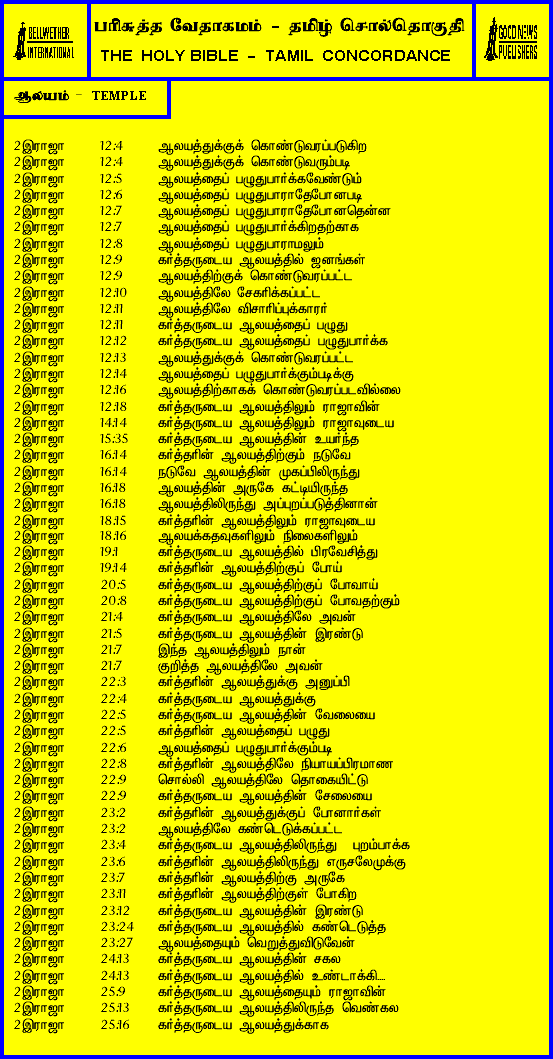 BELLWETHER INTERNATIONAL
பரிசுத்த வேதாகமம் - தமிழ் சொல்தொகுதி
THE HOLY BIBLE - TAMIL CONCORDANCE
GOOD NEWS PUBLISHERS
ஆலயம் - TEMPLE
2இராஜா 12:4 ஆலயத்துக்குக் கொண்டுவரப்படுகிற
2இராஜா 12:4 ஆலயத்துக்குக் கொண்டுவரும்படி
2இராஜா 12:5 ஆலயத்தைப் பழுதுபார்க்கவேண்டும்
2இராஜா 12:6 ஆலயத்தைப் பழுதுபாராதேபோனபடி
2இராஜா 12:7 ஆலயத்தைப் பழுதுபாராதேபோனதென்ன
2இராஜா 12:7 ஆலயத்தைப் பழுதுபார்க்கிறதற்காக
2இராஜா 12:8 ஆலயத்தைப் பழுதுபாராமலும்
2இராஜா 12:9 கர்த்தருடைய ஆலயத்தில் ஜனங்கள்
2இராஜா 12:9 ஆலயத்திற்குக் கொண்டுவரப்பட்ட
2இராஜா 12:10 ஆலயத்திலே சேகரிக்கப்பட்ட
2இராஜா 12:11 ஆலயத்திலே விசாரிப்புக்காரர்
2இராஜா 12:11 கர்த்தருடைய ஆலயத்தைப் பழுது
2இராஜா 12:12 கர்த்தருடைய ஆலயத்தைப் பழுதுபார்க்க
2இராஜா 12:13 ஆலயத்துக்குக் கொண்டுவரப்பட்ட
2இராஜா 12:14 ஆலயத்தைப் பழுதுபார்க்கும்படிக்கு
2இராஜா 12:16 ஆலயத்திற்காகக் கொண்டுவரப்படவில்லை
2இராஜா 12:18 கர்த்தருடைய ஆலயத்திலும் ராஜாவின்
2இராஜா 14:14 கர்த்தருடைய ஆலயத்திலும் ராஜாவுடைய
2இராஜா 15:35 கர்த்தருடைய ஆலயத்தின் உயர்ந்த
2இராஜா 16:14 கர்த்தரின் ஆலயத்திற்கும் நடுவே
2இராஜா 16:14 நடுவே ஆலயத்தின் முகப்பிலிருந்து
2இராஜா 16:18 ஆலயத்தின் அருகே கட்டியிருந்த
2இராஜா 16:18 ஆலயத்திலிருந்து அப்புறப்படுத்தினான்
2இராஜா 18:15 கர்த்தரின் ஆலயத்திலும் ராஜாவுடைய
2இராஜா 18:16 ஆலயக்கதவுகளிலும் நிலைகளிலும்
2இராஜா 19:1 கர்த்தருடைய ஆலயத்தில் பிரவேசித்து
2இராஜா 19:14 கர்த்தரின் ஆலயத்திற்குப் போய்
2இராஜா 20:5 கர்த்தருடைய ஆலயத்திற்குப் போவாய்
2இராஜா 20:8 கர்த்தருடைய ஆலயத்திற்குப் போவதற்கும்
2இராஜா 21:4 கர்த்தருடைய ஆலயத்திலே அவன்
2இராஜா 21:5 கர்த்தருடைய ஆலயத்தின் இரண்டு
2இராஜா 21:7 இந்த ஆலயத்திலும் நான்
2இராஜா 21:7 குறித்த ஆலயத்திலே அவன்
2இராஜா 22:3 கர்த்தரின் ஆலயத்துக்கு அனுப்பி
2இராஜா 22:4 கர்த்தருடைய ஆலயத்துக்கு
2இராஜா 22:5 கர்த்தருடைய ஆலயத்தின் வேலையை
2இராஜா 22:5 கர்த்தரின் ஆலயத்தைப் பழுது
2இராஜா 22:6 ஆலயத்தைப் பழுதுபார்க்கும்படி
2இராஜா 22:8 கர்த்தரின் ஆலயத்திலே நியாயப்பிரமாண
2இராஜா 22:9 சொல்லி ஆலயத்திலே தொகையிட்டு
2இராஜா 22:9 கர்த்தருடைய ஆலயத்தின் சேலையை
2இராஜா 23:2 கர்த்தரின் ஆலயத்துக்குப் போனார்கள்
2இராஜா 23:2 ஆலயத்திலே கண்டெடுக்கப்பட்ட
2இராஜா 23:4 கர்த்தருடைய ஆலயத்திலிருந்து புறம்பாக்க
2இராஜா 23:6 கர்த்தரின் ஆலயத்திலிருந்து எருசலேமுக்கு
2இராஜா 23:7 கர்த்தரின் ஆலயத்திற்கு அருகே
2இராஜா 23:11 கர்த்தரின் ஆலயத்திற்குள் போகிற
2இராஜா 23:12 கர்த்தருடைய ஆலயத்தின் இரண்டு
2இராஜா 23:24 கர்த்தருடைய ஆலயத்தில் கண்டெடுத்த
2இராஜா 23:27 ஆலயத்தையும் வெறுத்துவிடுவேன்
2இராஜா 24:13 கர்த்தருடைய ஆலயத்தின் சகல
2இராஜா 24:13 கர்த்தருடைய ஆலயத்தில் உண்டாக்கி....
2இராஜா 25:9 கர்த்தருடைய ஆலயத்தையும் ராஜாவின்
2இராஜா 25:13 கர்த்தருடைய ஆலயத்திலிருந்த வெண்கல
2இராஜா 25:16 கர்த்தருடைய ஆலயத்துக்காக